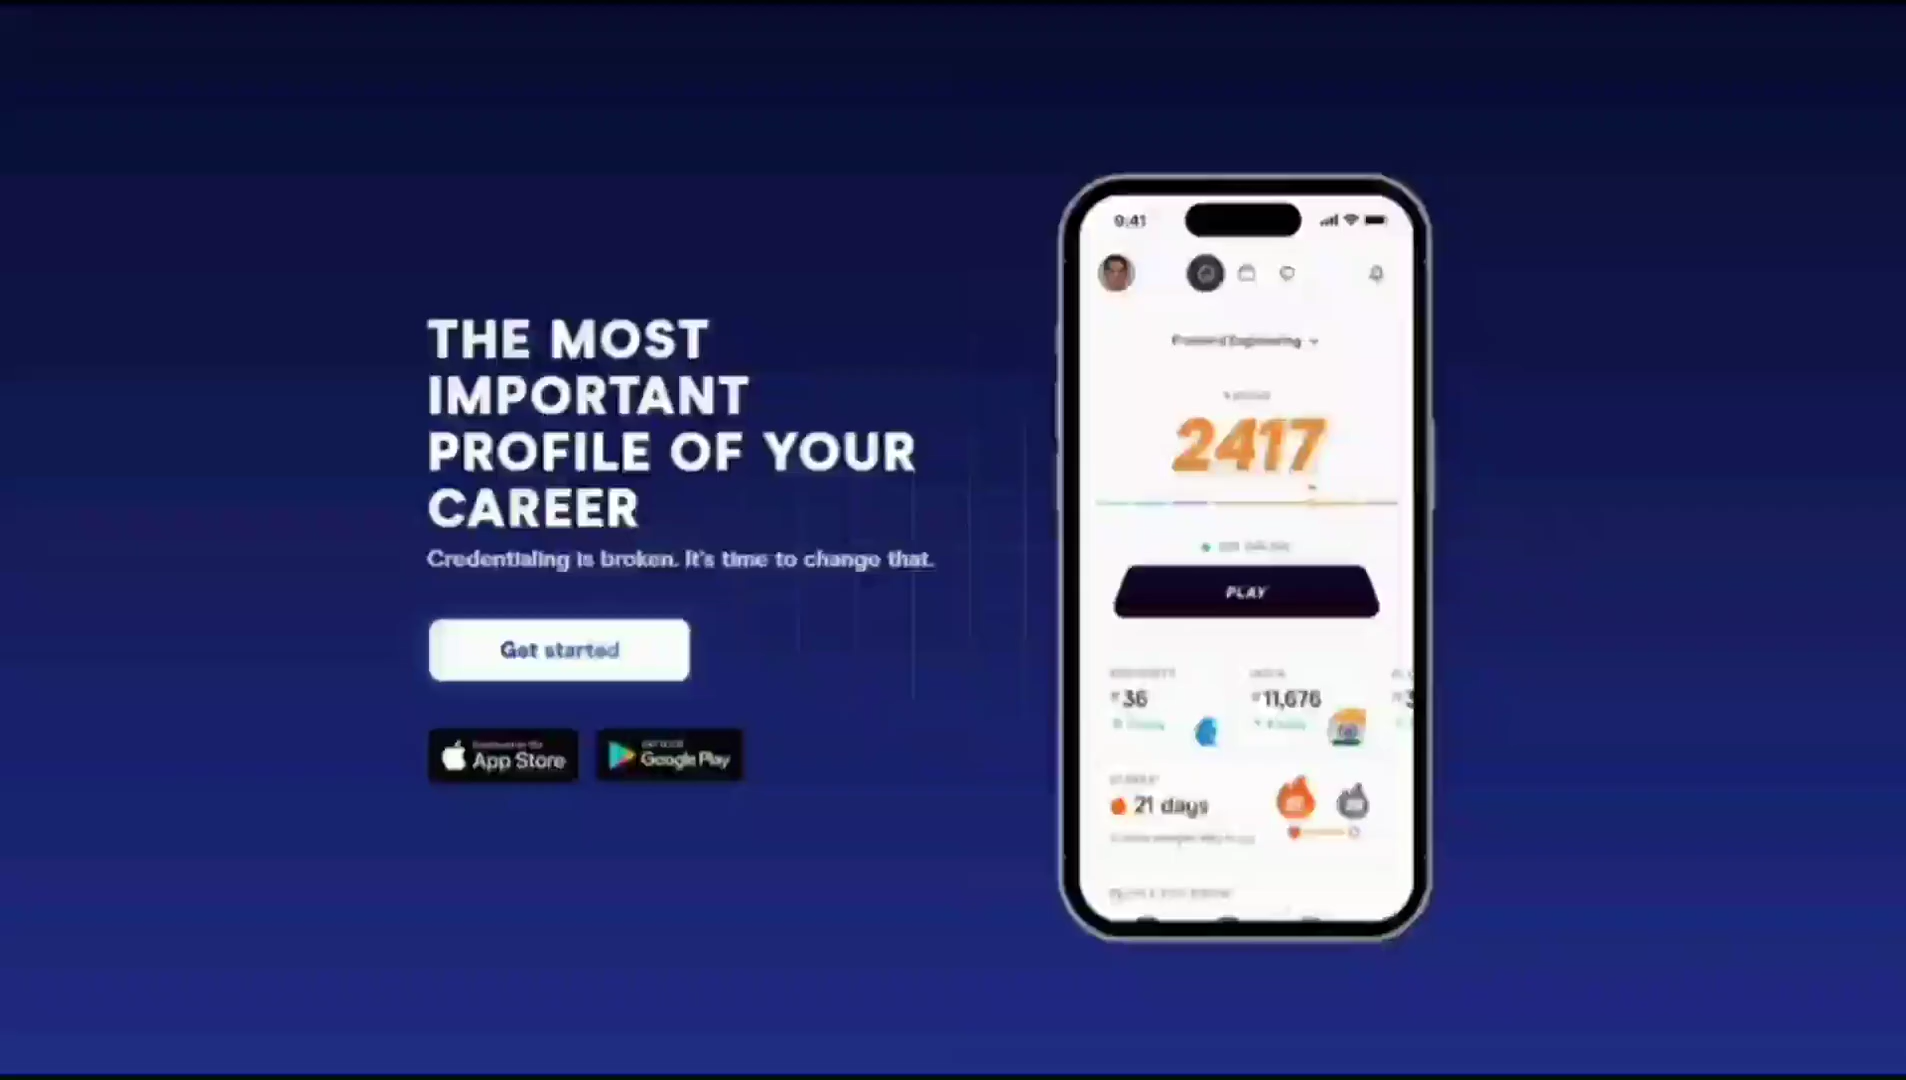 THE MOST
IMPORTANT
PROFILE OF YOUR
CAREER
Credentialing is broken. It's time to change that.
Get started
App Store
Google Play
9:41
Engineering
2417
PLAY
36
11,676
21 days